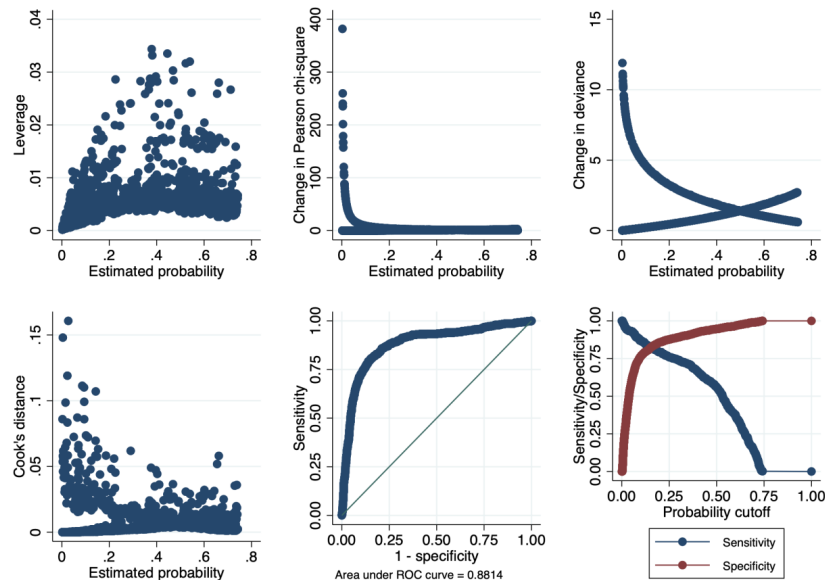 Leverage
0 .01 .02 .03 .04
0 .2 .4 .6 .8
Estimated probability
Change in Pearson chi-square
0 100 200 300 400
0 .2 .4 .6 .8
Estimated probability
Change in deviance
0 5 10 15
0 .2 .4 .6 .8
Estimated probability
Cook's distance
0 .05 .1 .15
0 .2 .4 .6 .8
Estimated probability
Sensitivity
0.00 0.25 0.50 0.75 1.00
0.00 0.25 0.50 0.75 1.00
1 - specificity
Area under ROC curve = 0.8814
Sensitivity/Specificity
0.00 0.25 0.50 0.75 1.00
0.00 0.25 0.50 0.75 1.00
Probability cutoff
Sensitivity
Specificity